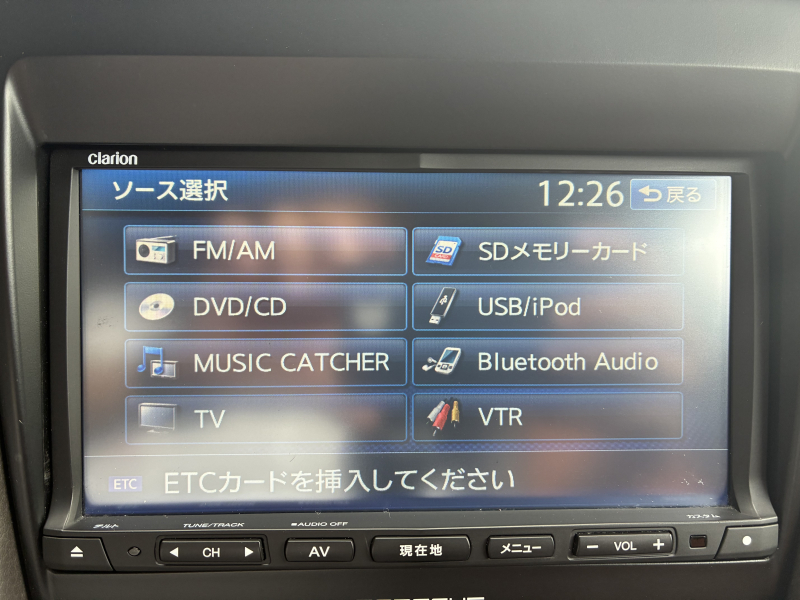 clarion
ソース選択 12:26 戻る
FM/AM SDメモリーカード
DVD/CD USB/iPod
MUSIC CATCHER Bluetooth Audio
TV VTR
ETC ETCカードを挿入してください
チルト TUNE/TRACK ●AUDIO OFF
CH AV 現在地 メニュー − VOL +